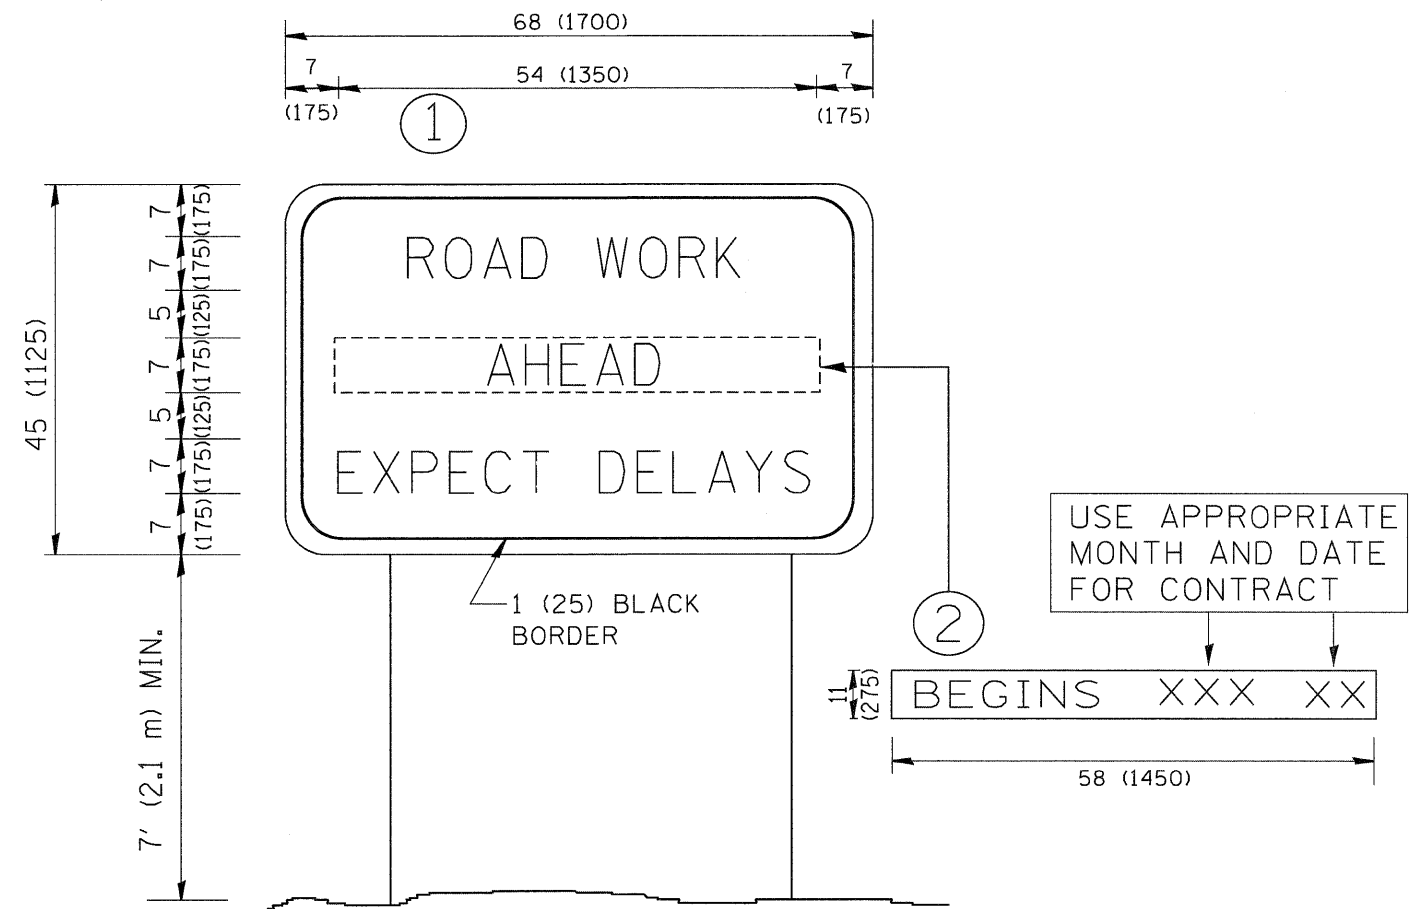 68 (1700)
7
54 (1350)
7
(175)
(175)
1
45 (1125)
7
(175)
7
(175)
5
(125)
7
(175)
5
(125)
7
(175)
7
(175)
ROAD WORK
AHEAD
EXPECT DELAYS
1 (25) BLACK
BORDER
7' (2.1 m) MIN.
2
USE APPROPRIATE
MONTH AND DATE
FOR CONTRACT
11
(275)
BEGINS XXX XX
58 (1450)